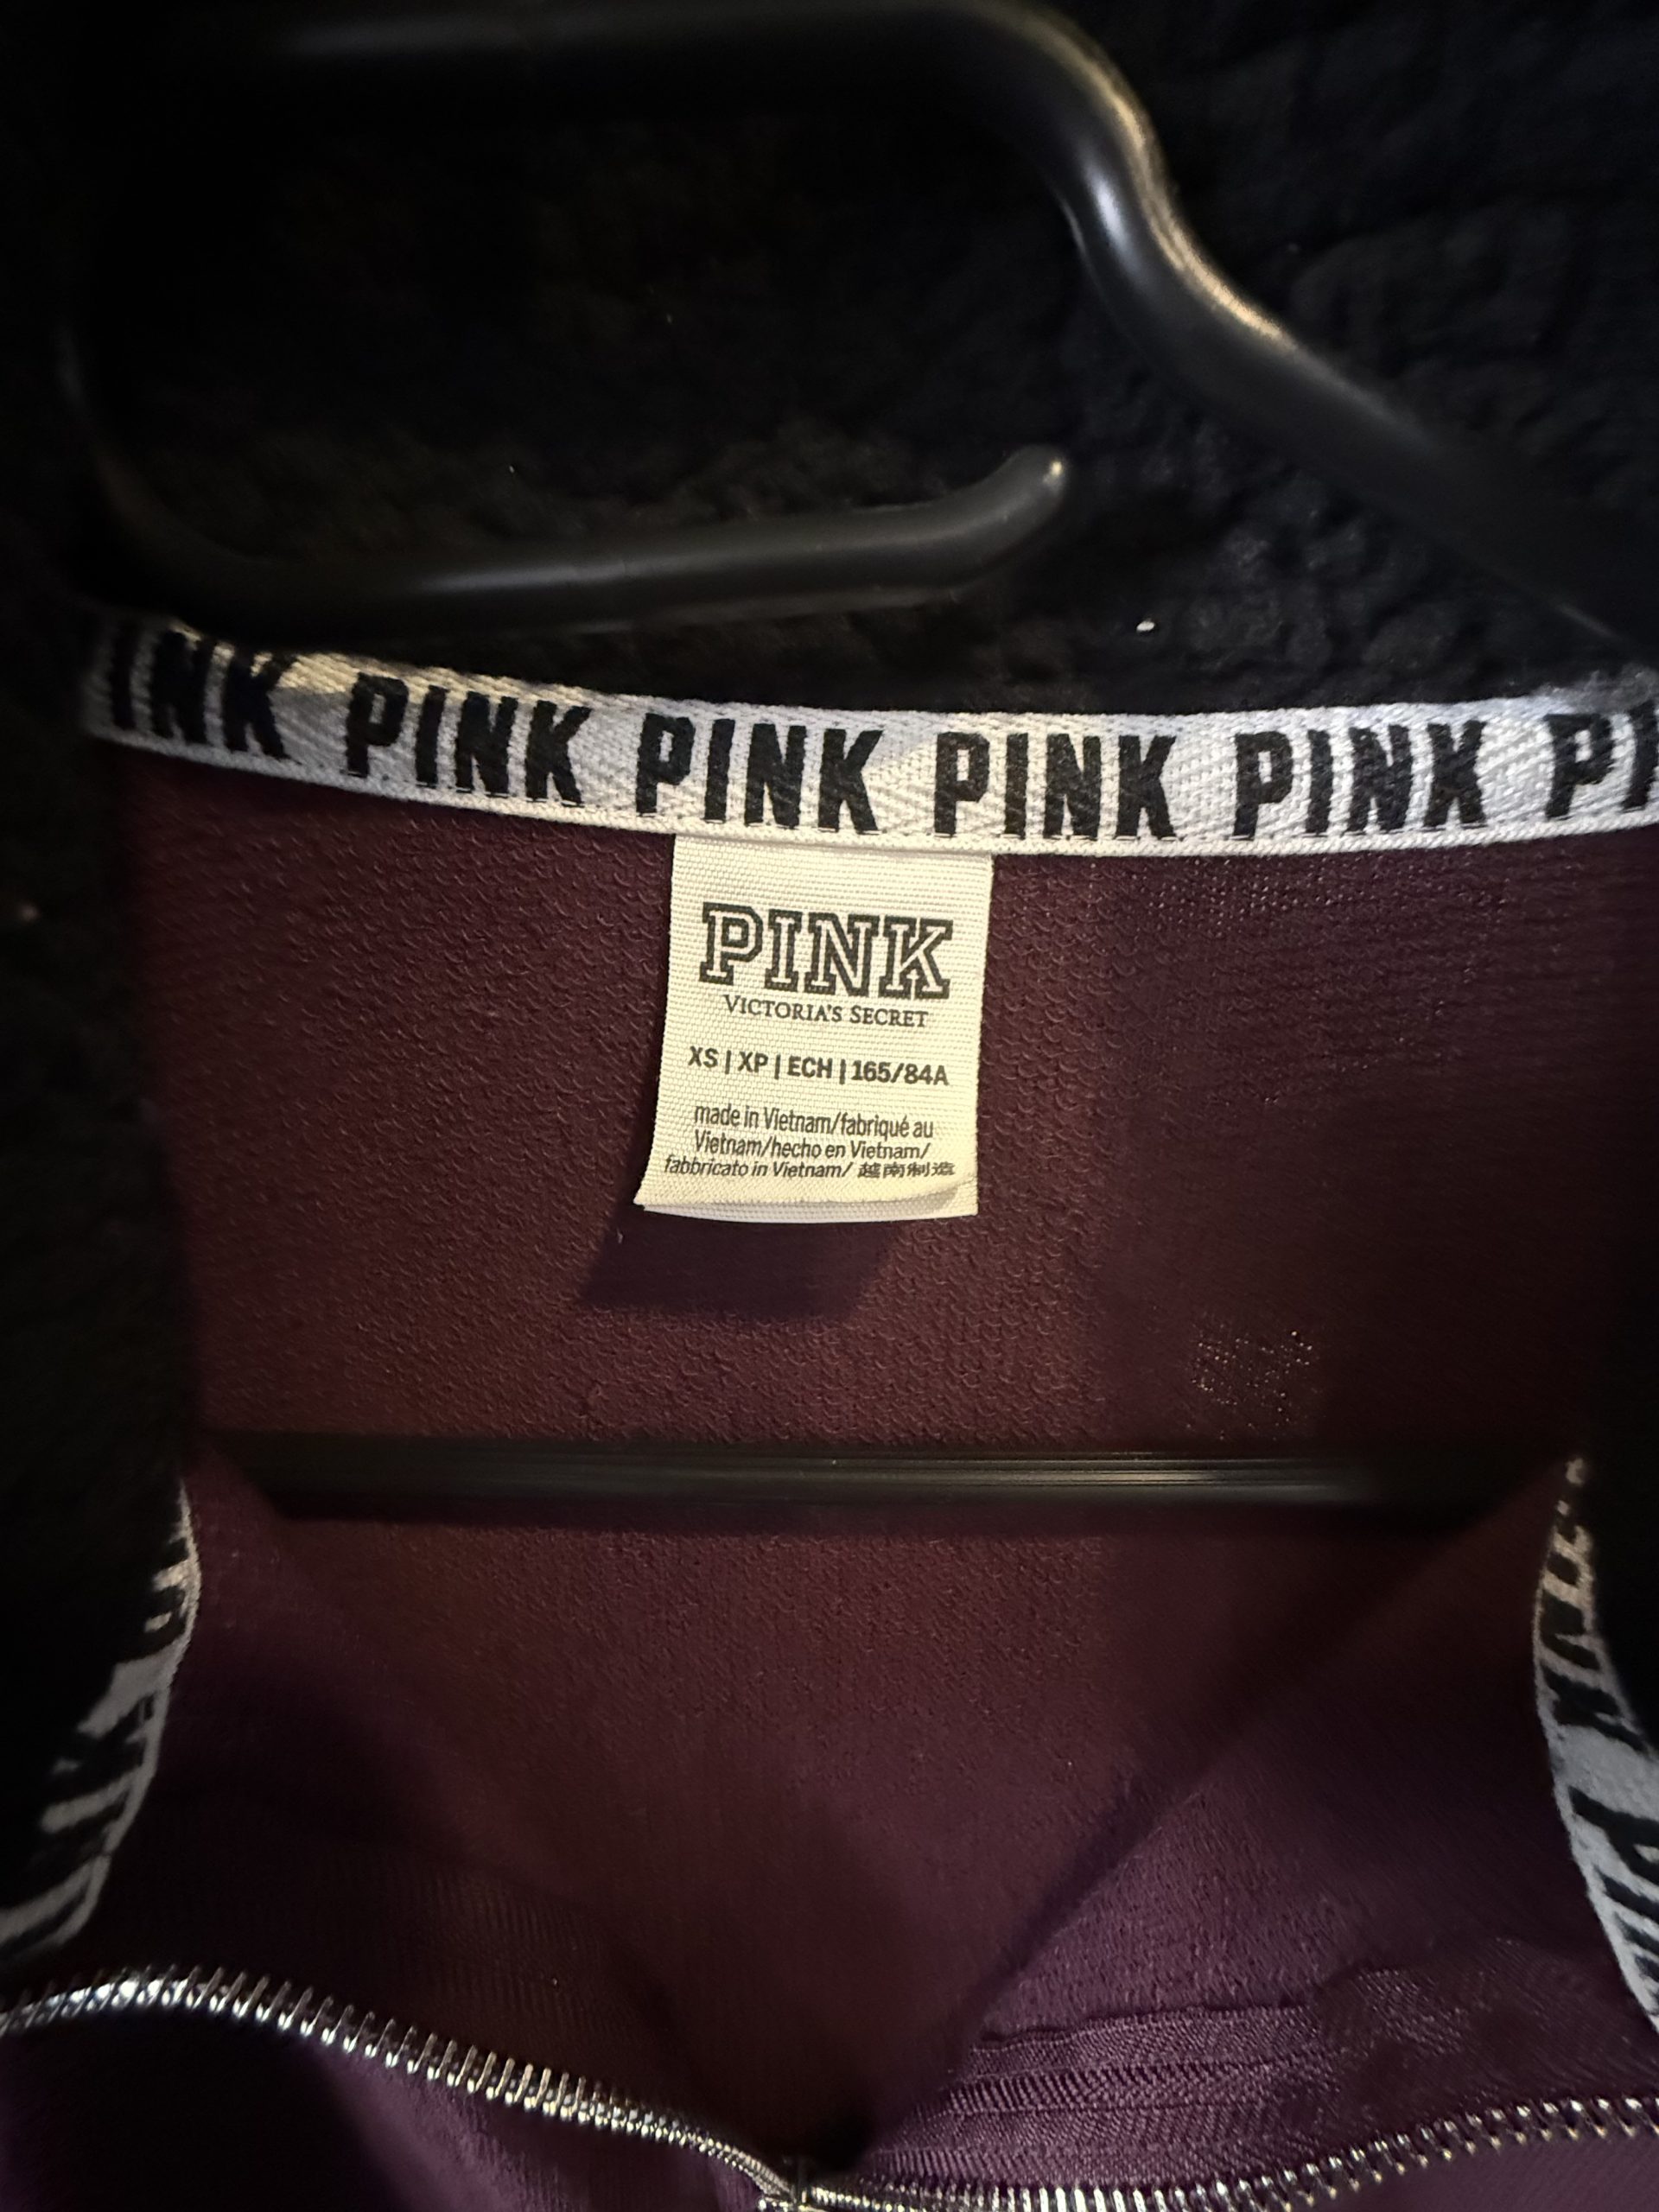 INK PINK PINK PINK PINK PI
PINK
VICTORIA'S SECRET
XS | XP | ECH | 165/84A
made in Vietnam/fabriqué au
Vietnam/hecho en Vietnam/
fabbricato in Vietnam/ 越南制造